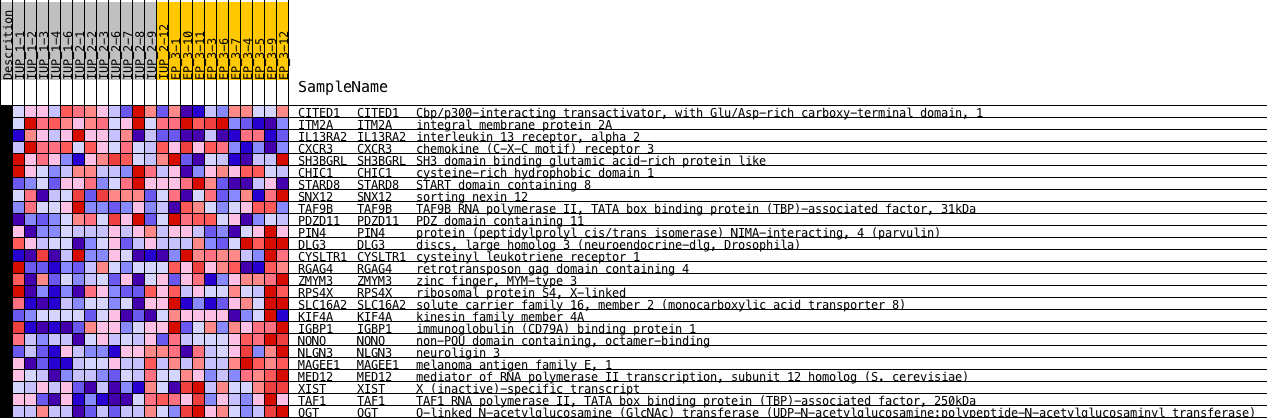 Descrition
IUP_1-1
IUP_1-2
IUP_1-3
IUP_1-4
IUP_1-6
IUP_2-1
IUP_2-2
IUP_2-3
IUP_2-6
IUP_2-7
IUP_2-8
IUP_2-9
IUP_2-12
EP_3-1
EP_3-10
EP_3-11
EP_3-3
EP_3-6
EP_3-7
EP_3-4
EP_3-5
EP_3-9
EP_3-12
SampleName
CITED1 CITED1 Cbp/p300-interacting transactivator, with Glu/Asp-rich carboxy-terminal domain, 1
ITM2A ITM2A integral membrane protein 2A
IL13RA2 IL13RA2 interleukin 13 receptor, alpha 2
CXCR3 CXCR3 chemokine (C-X-C motif) receptor 3
SH3BGRL SH3BGRL SH3 domain binding glutamic acid-rich protein like
CHIC1 CHIC1 cysteine-rich hydrophobic domain 1
STARD8 STARD8 START domain containing 8
SNX12 SNX12 sorting nexin 12
TAF9B TAF9B TAF9B RNA polymerase II, TATA box binding protein (TBP)-associated factor, 31kDa
PDZD11 PDZD11 PDZ domain containing 11
PIN4 PIN4 protein (peptidylprolyl cis/trans isomerase) NIMA-interacting, 4 (parvulin)
DLG3 DLG3 discs, large homolog 3 (neuroendocrine-dlg, Drosophila)
CYSLTR1 CYSLTR1 cysteinyl leukotriene receptor 1
RGAG4 RGAG4 retrotransposon gag domain containing 4
ZMYM3 ZMYM3 zinc finger, MYM-type 3
RPS4X RPS4X ribosomal protein S4, X-linked
SLC16A2 SLC16A2 solute carrier family 16, member 2 (monocarboxylic acid transporter 8)
KIF4A KIF4A kinesin family member 4A
IGBP1 IGBP1 immunoglobulin (CD79A) binding protein 1
NONO NONO non-POU domain containing, octamer-binding
NLGN3 NLGN3 neuroligin 3
MAGEE1 MAGEE1 melanoma antigen family E, 1
MED12 MED12 mediator of RNA polymerase II transcription, subunit 12 homolog (S. cerevisiae)
XIST XIST X (inactive)-specific transcript
TAF1 TAF1 TAF1 RNA polymerase II, TATA box binding protein (TBP)-associated factor, 250kDa
OGT OGT O-linked N-acetylglucosamine (GlcNAc) transferase (UDP-N-acetylglucosamine:polypeptide-N-acetylglucosaminyl transferase)